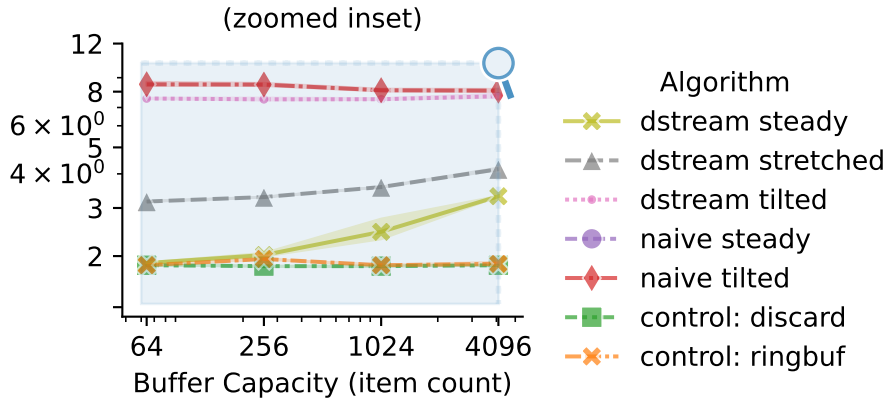 (zoomed inset)
12
8
6 × 10⁰
5
4 × 10⁰
3
2
64 256 1024 4096
Buffer Capacity (item count)
Algorithm
dstream steady
dstream stretched
dstream tilted
naive steady
naive tilted
control: discard
control: ringbuf